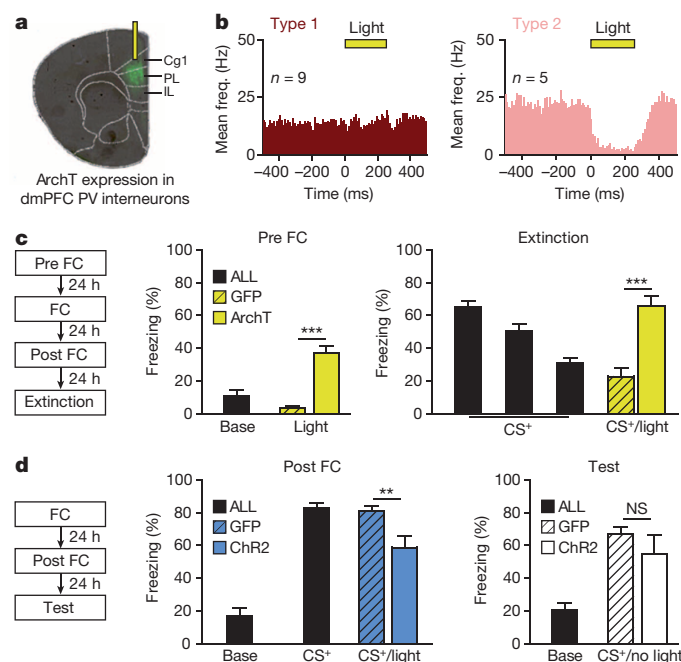 a
Cg1
PL
IL
ArchT expression in
dmPFC PV interneurons
b
Type 1
Light
50
25
0
Mean freq. (Hz)
n = 9
−400 −200 0 200 400
Time (ms)
Type 2
Light
50
25
0
Mean freq. (Hz)
n = 5
−400 −200 0 200 400
Time (ms)
c
Pre FC
24 h
FC
24 h
Post FC
24 h
Extinction
Pre FC
100
80
60
40
20
0
Freezing (%)
ALL
GFP
ArchT
***
Base Light
Extinction
100
80
60
40
20
0
Freezing (%)
***
CS+ CS+/light
d
FC
24 h
Post FC
24 h
Test
Post FC
100
80
60
40
20
0
Freezing (%)
ALL
GFP
ChR2
**
Base CS+ CS+/light
Test
100
80
60
40
20
0
Freezing (%)
ALL
GFP
ChR2
NS
Base CS+/no light